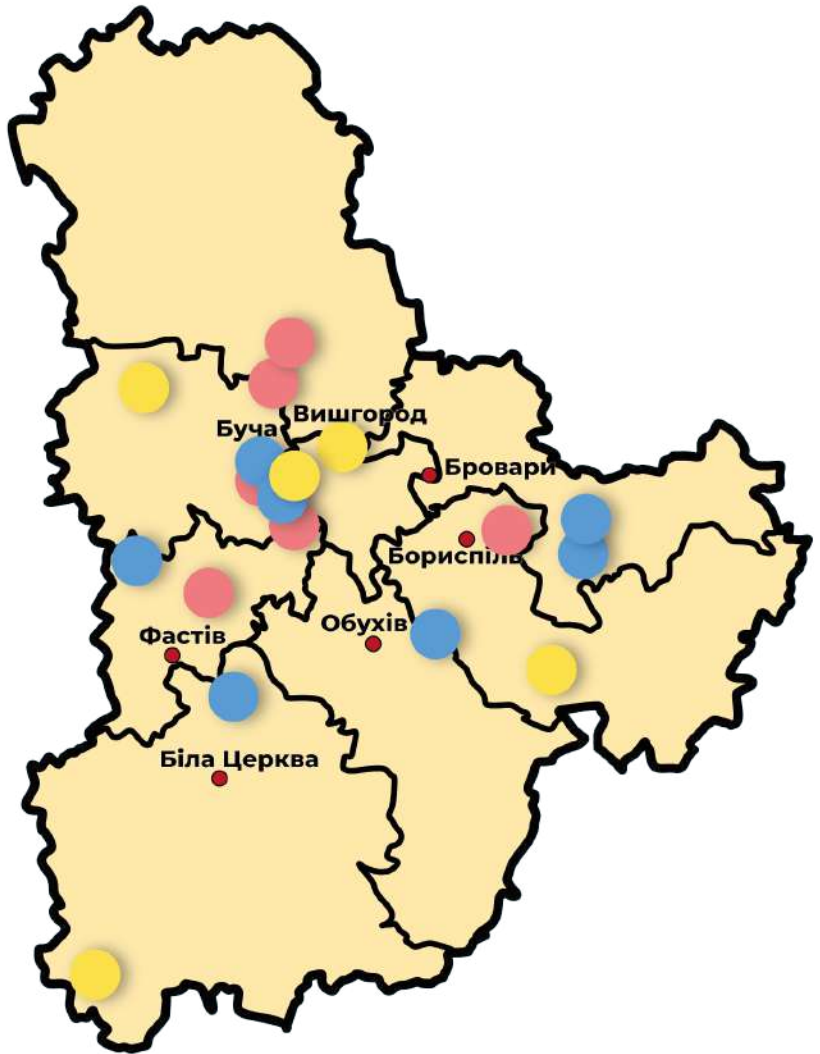 Вишгород
Буча
Бровари
Бориспіль
Обухів
Фастів
Біла Церква